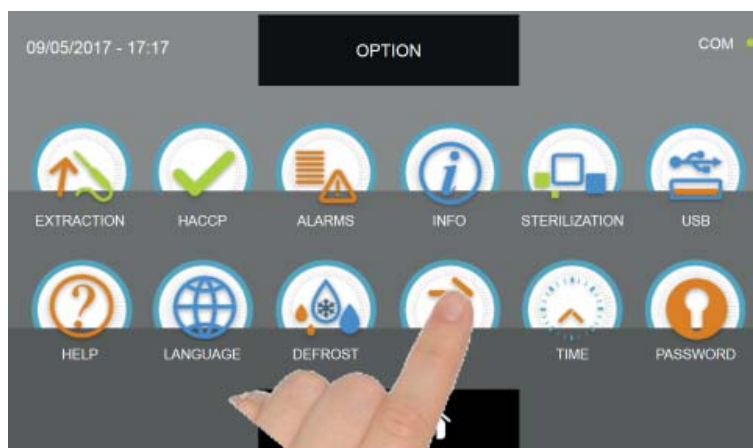 09/05/2017 - 17:17
OPTION
COM
EXTRACTION HACCP ALARMS INFO STERILIZATION USB
HELP LANGUAGE DEFROST TIME PASSWORD